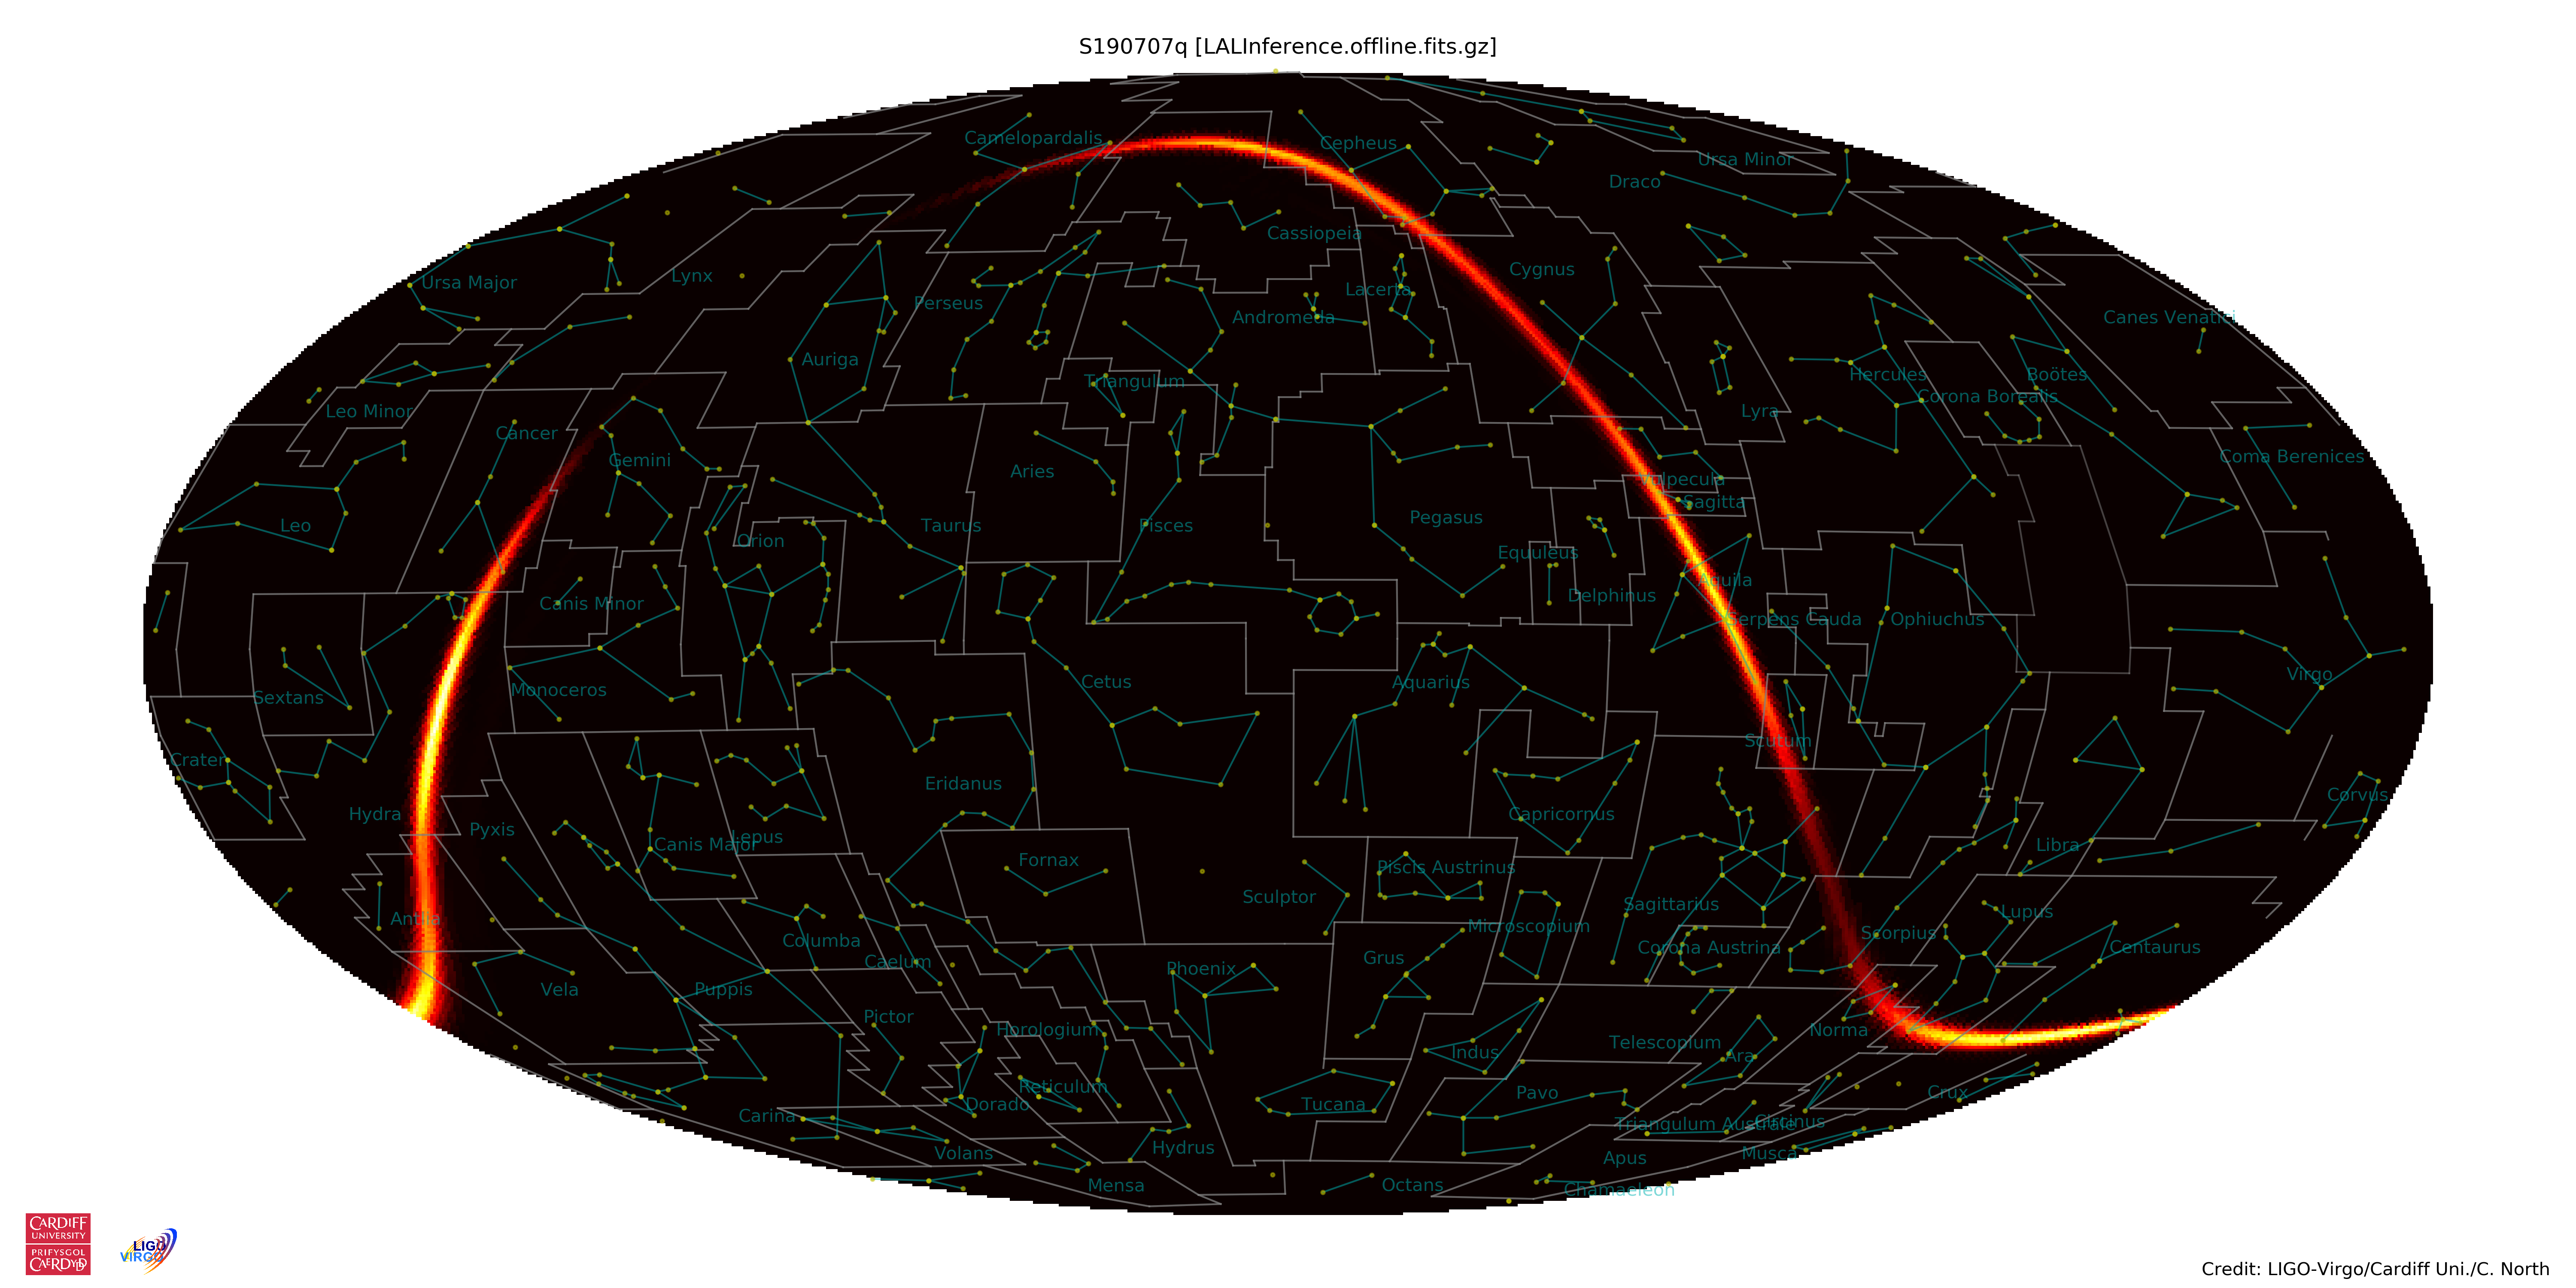 S190707q [LALInference.offline.fits.gz]
Camelopardalis
Cepheus
Ursa Minor
Draco
Cassiopeia
Cygnus
Lynx
Ursa Major
Lacerta
Perseus
Andromeda
Canes Venatici
Auriga
Hercules
Boötes
Triangulum
Corona Borealis
Leo Minor
Lyra
Cancer
Gemini
Coma Berenices
Aries
Vulpecula
Sagitta
Pegasus
Leo
Taurus
Pisces
Orion
Equuleus
Aquila
Delphinus
Canis Minor
Serpens Cauda
Ophiuchus
Virgo
Cetus
Aquarius
Monoceros
Sextans
Scutum
Crater
Eridanus
Corvus
Hydra
Capricornus
Pyxis
Lepus
Canis Major
Libra
Fornax
Piscis Austrinus
Sculptor
Sagittarius
Lupus
Antlia
Microscopium
Scorpius
Columba
Corona Austrina
Centaurus
Grus
Caelum
Phoenix
Vela
Puppis
Pictor
Horologium
Norma
Telescopium
Indus
Ara
Reticulum
Pavo
Crux
Dorado
Tucana
Carina
Triangulum Australe
Circinus
Hydrus
Volans
Musca
Apus
Mensa
Octans
Chamaeleon
CARDIFF
UNIVERSITY
PRIFYSGOL
CAERDYDD
LIGO
VIRGO
Credit: LIGO-Virgo/Cardiff Uni./C. North